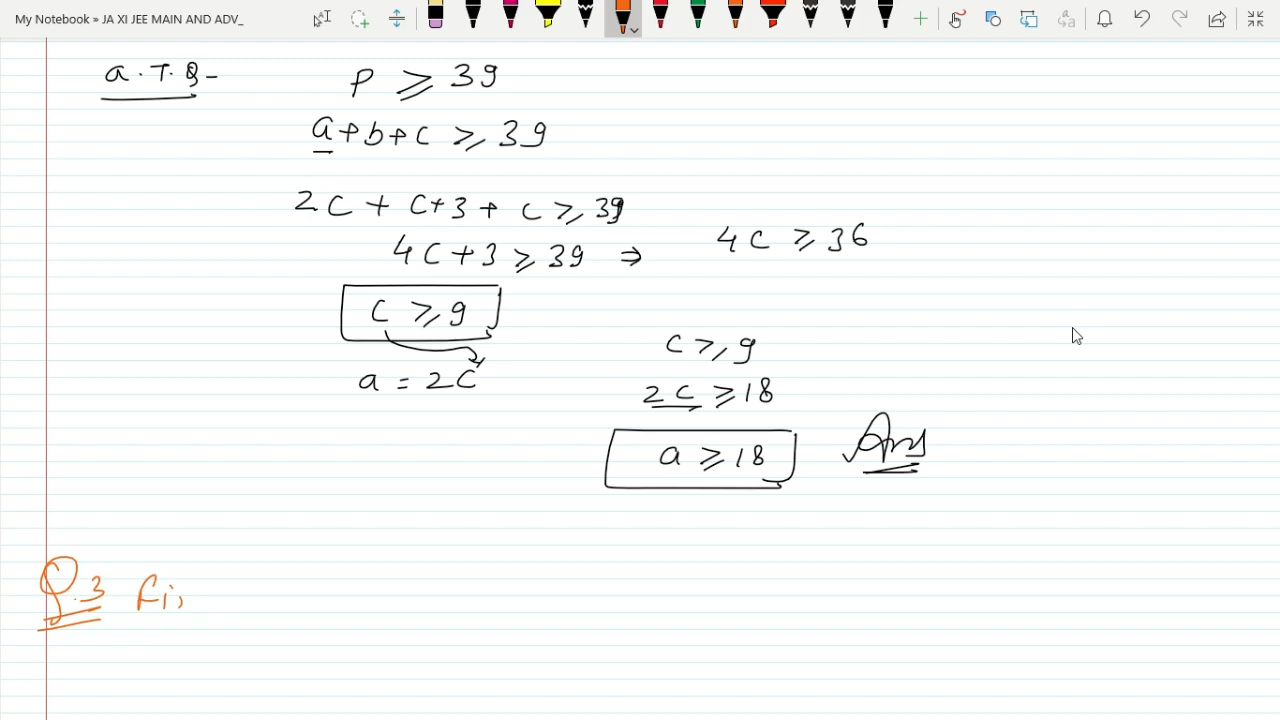 My Notebook » JA XI JEE MAIN AND ADV_
a.T.Q-
P ≥ 39
a+b+c ≥ 39
2c + c+3 + c ≥ 39
4c+3 ≥ 39 ⇒ 4c ≥ 36
c ≥ 9
c ≥ 9
a = 2c
2c ≥ 18
a ≥ 18 Ans
Q.3